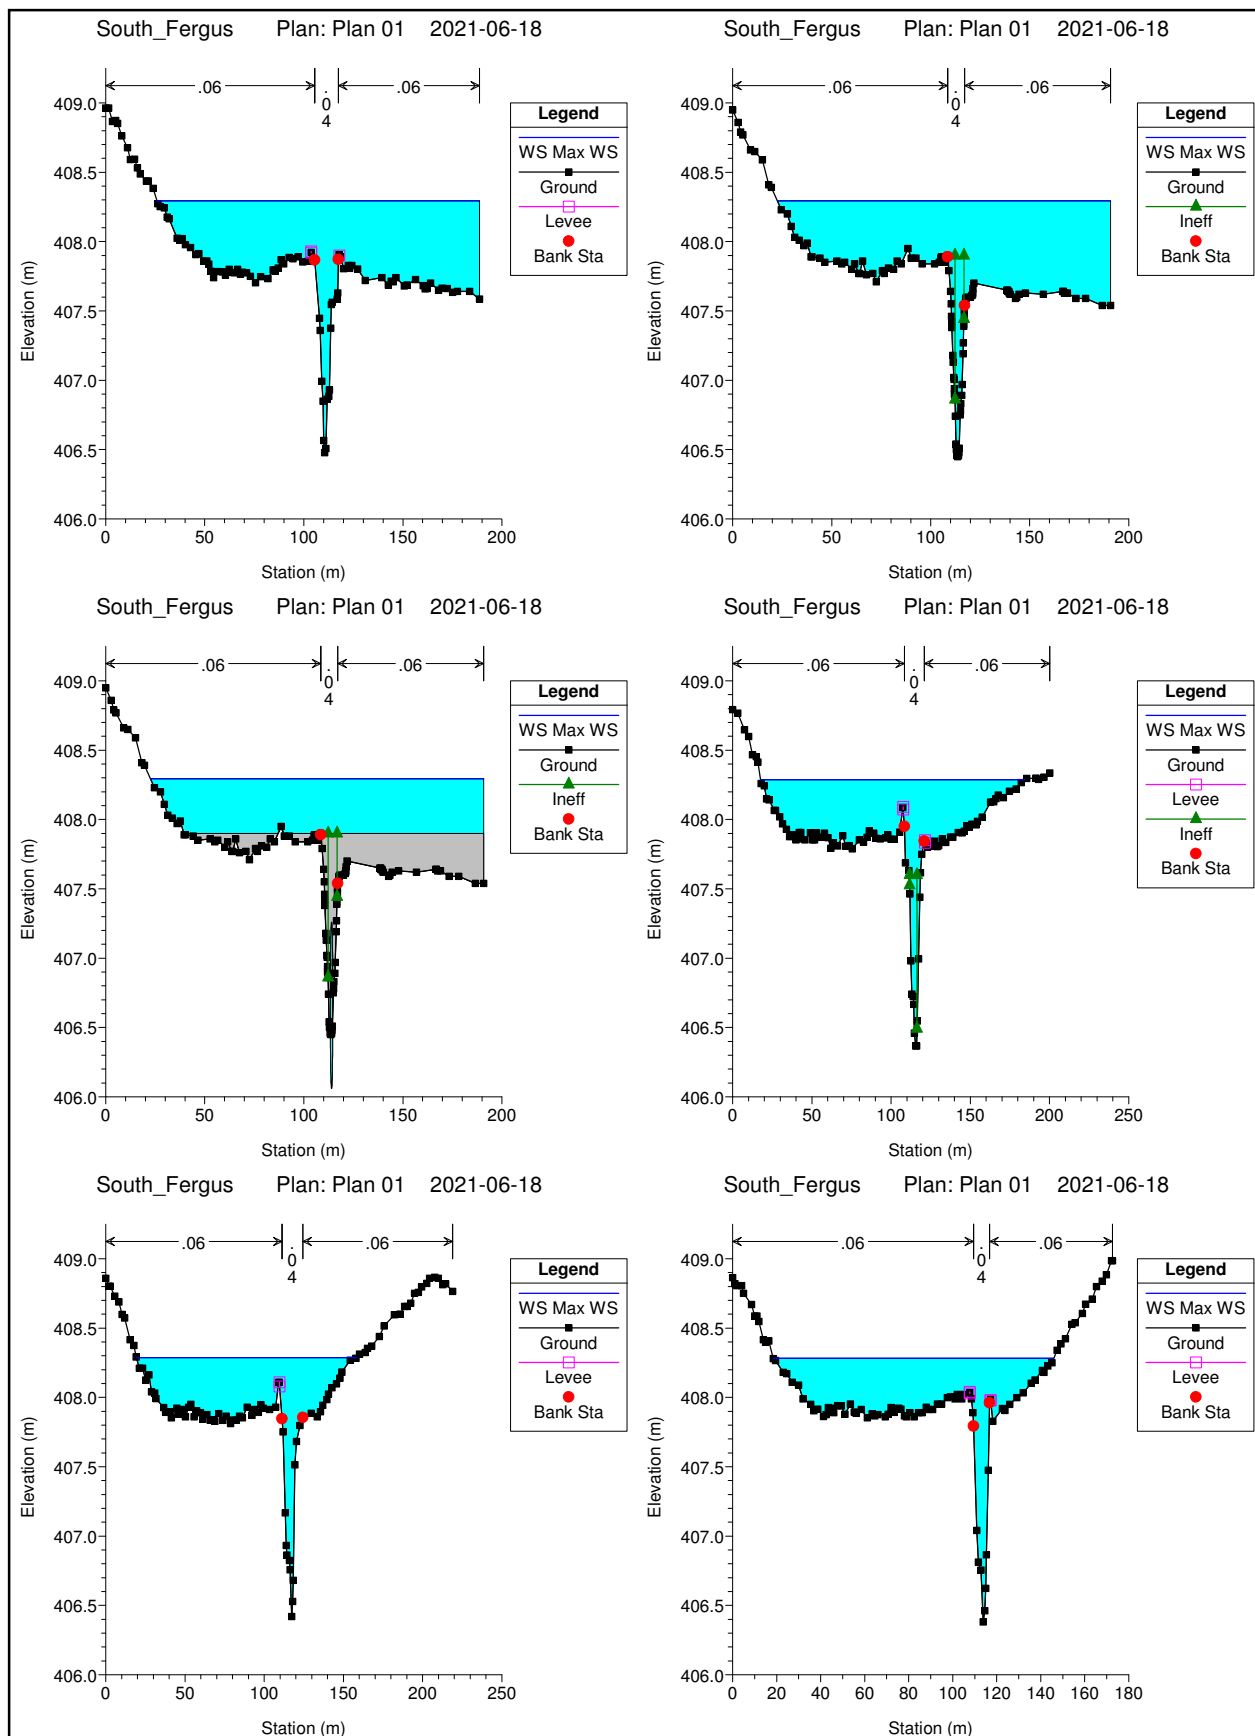 South_Fergus Plan: Plan 01 2021-06-18
.06
.04
.06
Legend
WS Max WS
Ground
Levee
Bank Sta
409.0
408.5
408.0
407.5
407.0
406.5
406.0
Elevation (m)
0 50 100 150 200
Station (m)
South_Fergus Plan: Plan 01 2021-06-18
.06
.04
.06
Legend
WS Max WS
Ground
Ineff
Bank Sta
409.0
408.5
408.0
407.5
407.0
406.5
406.0
Elevation (m)
0 50 100 150 200
Station (m)
South_Fergus Plan: Plan 01 2021-06-18
.06
.04
.06
Legend
WS Max WS
Ground
Ineff
Bank Sta
409.0
408.5
408.0
407.5
407.0
406.5
406.0
Elevation (m)
0 50 100 150 200
Station (m)
South_Fergus Plan: Plan 01 2021-06-18
.06
.04
.06
Legend
WS Max WS
Ground
Levee
Ineff
Bank Sta
409.0
408.5
408.0
407.5
407.0
406.5
406.0
Elevation (m)
0 50 100 150 200 250
Station (m)
South_Fergus Plan: Plan 01 2021-06-18
.06
.04
.06
Legend
WS Max WS
Ground
Levee
Bank Sta
409.0
408.5
408.0
407.5
407.0
406.5
406.0
Elevation (m)
0 50 100 150 200 250
Station (m)
South_Fergus Plan: Plan 01 2021-06-18
.06
.04
.06
Legend
WS Max WS
Ground
Levee
Bank Sta
409.0
408.5
408.0
407.5
407.0
406.5
406.0
Elevation (m)
0 20 40 60 80 100 120 140 160 180
Station (m)